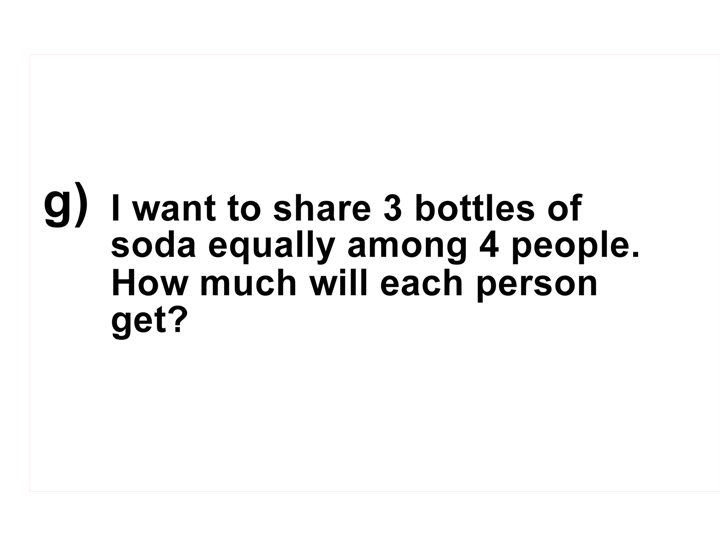 g) I want to share 3 bottles of
soda equally among 4 people.
How much will each person
get?